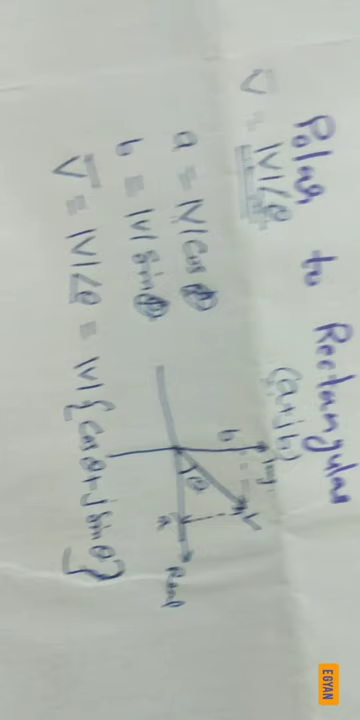 Polar to Rectangular
(a+jb)
V̅ = |V|∠θ
a = |V| cos θ
b = |V| sin θ
V̅ = |V|∠θ = |V| { cos θ + j sin θ }
Img
b
V
θ
a
Real
EGYAN